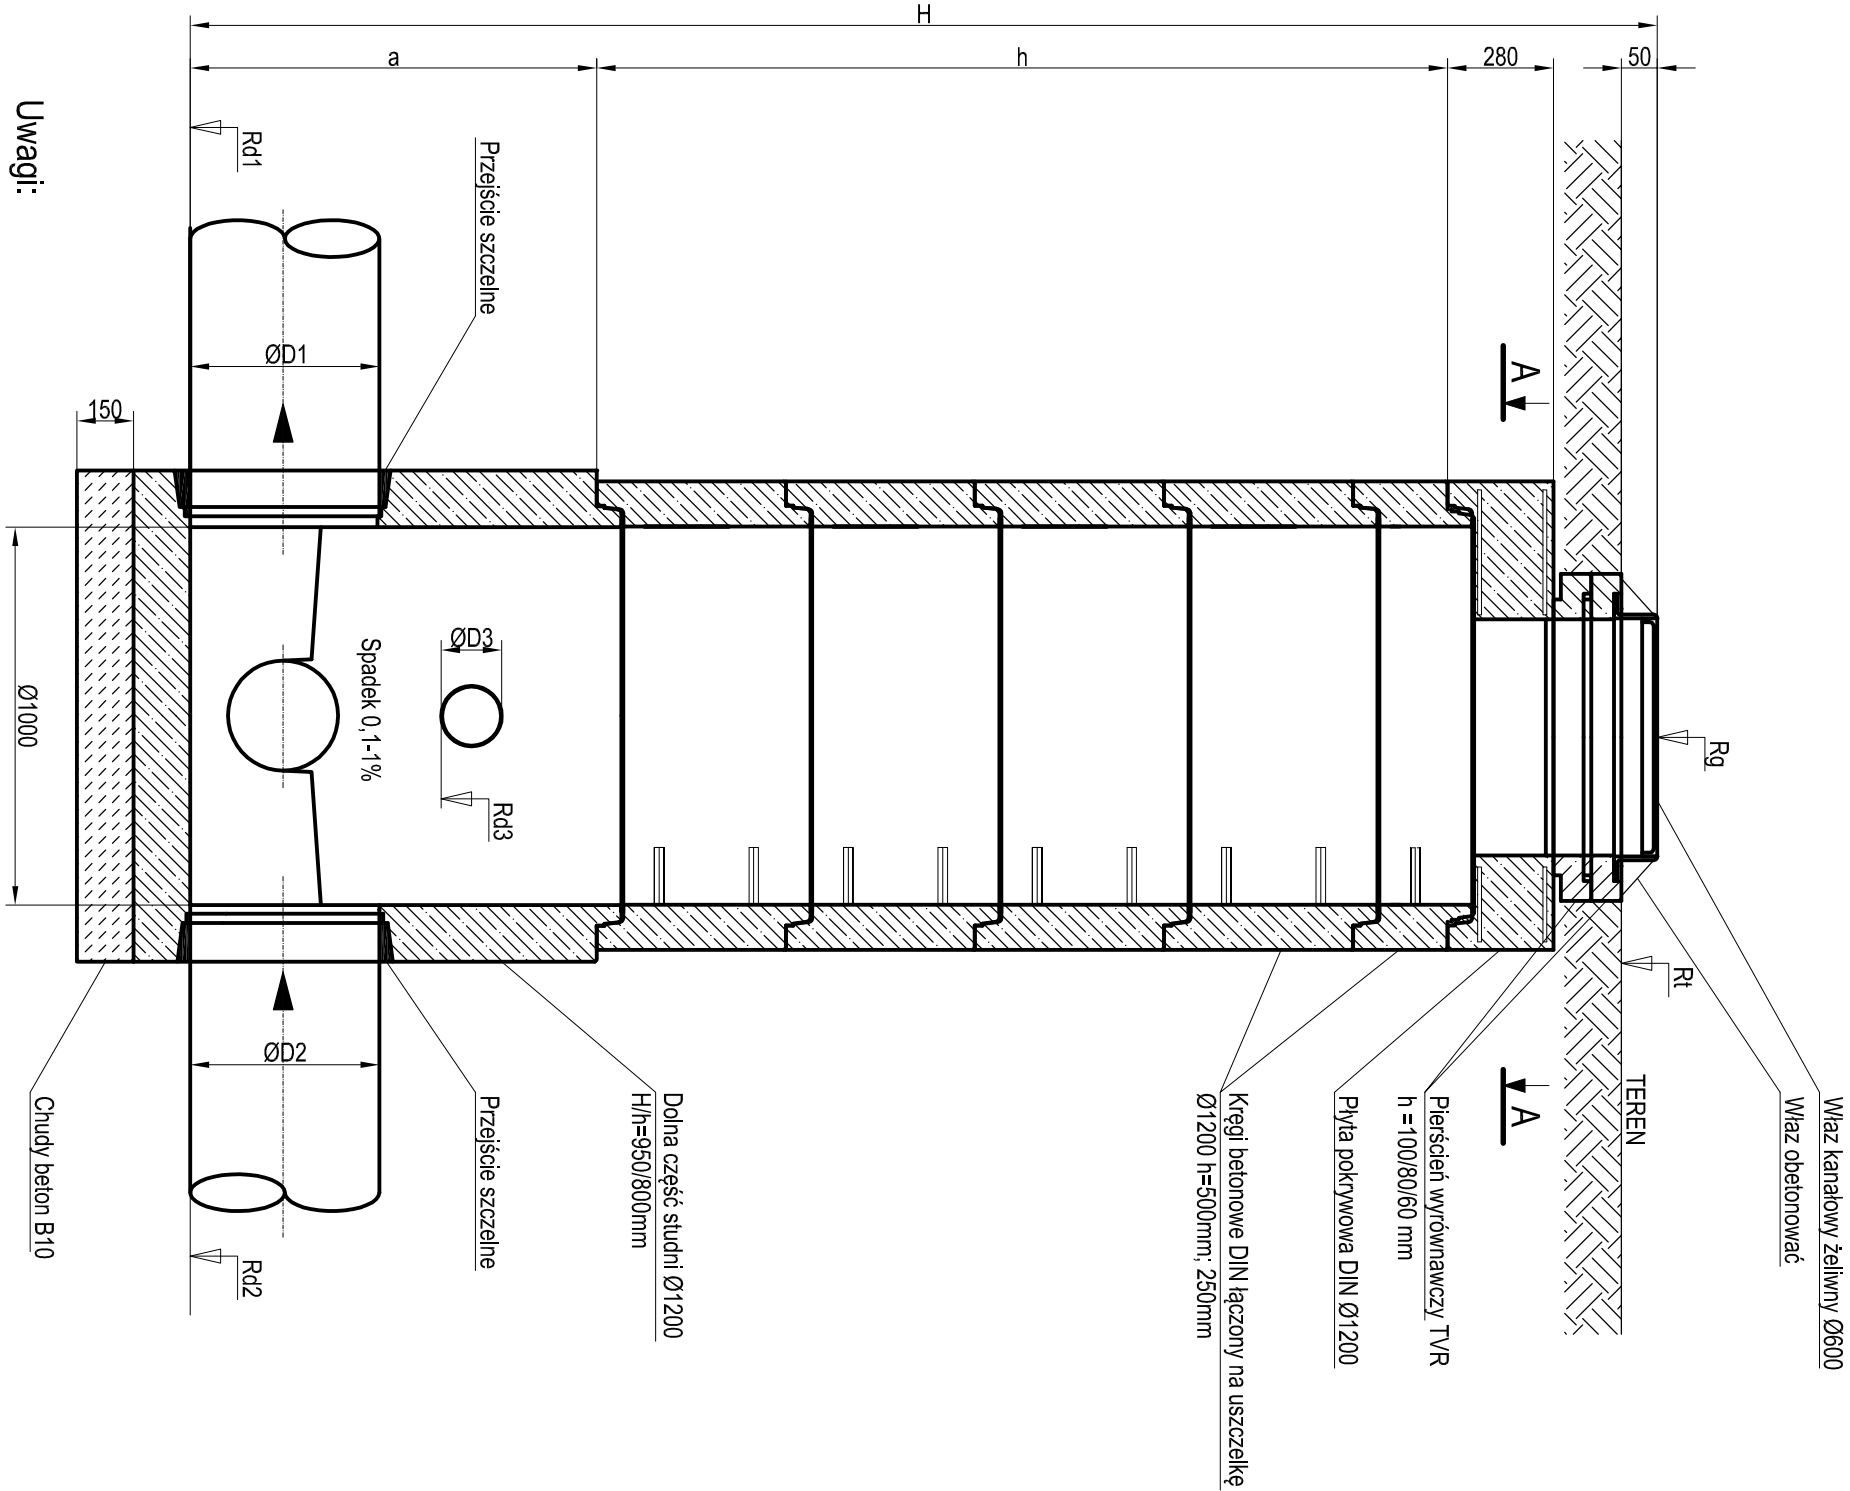 Właz kanałowy żeliwny Ø600
Właz obetonować
TEREN
Pierścień wyrównawczy TVR
h =100/80/60 mm
Płyta pokrywowa DIN Ø1200
Kręgi betonowe DIN łączony na uszczelkę
Ø1200 h=500mm; 250mm
Dolna część studni Ø1200
H/h=950/800mm
Przejście szczelne
Chudy beton B10
Rg
Rt
A
A
50
280
h
H
a
Przejście szczelne
Rd1
Rd2
Rd3
ØD1
ØD2
ØD3
Spadek 0,1-1%
150
Ø1000
Uwagi: